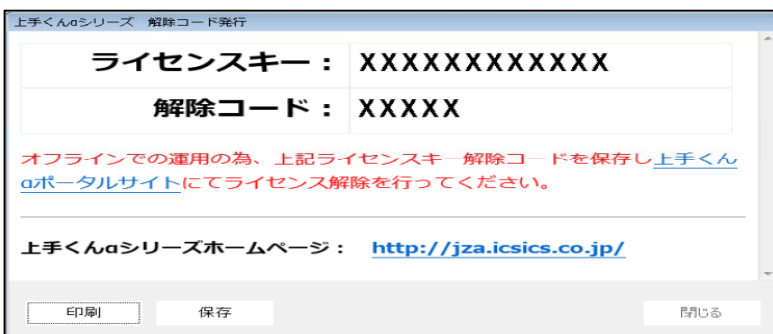 上手くんαシリーズ　解除コード発行
ライセンスキー： XXXXXXXXXXXX
解除コード： XXXXX
オフラインでの運用の為、上記ライセンスキー解除コードを保存し上手くん
αポータルサイトにてライセンス解除を行ってください。
上手くんαシリーズホームページ： http://jza.icsics.co.jp/
印刷 保存 閉じる